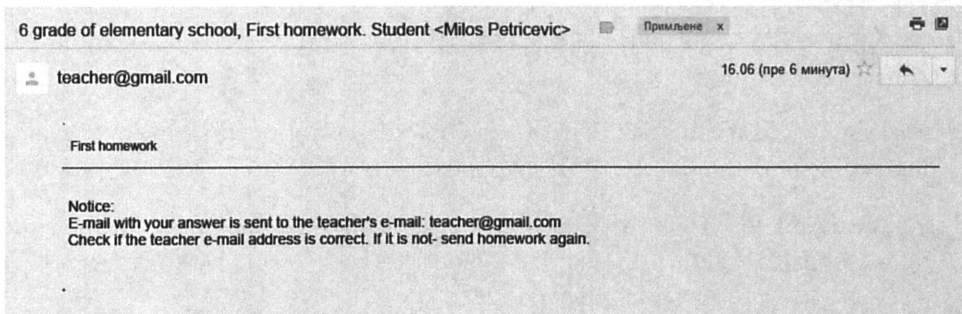 6 grade of elementary school, First homework. Student <Milos Petricevic>
Примљене x
teacher@gmail.com
16.06 (пре 6 минута)
First homework
Notice:
E-mail with your answer is sent to the teacher's e-mail: teacher@gmail.com
Check if the teacher e-mail address is correct. If it is not- send homework again.